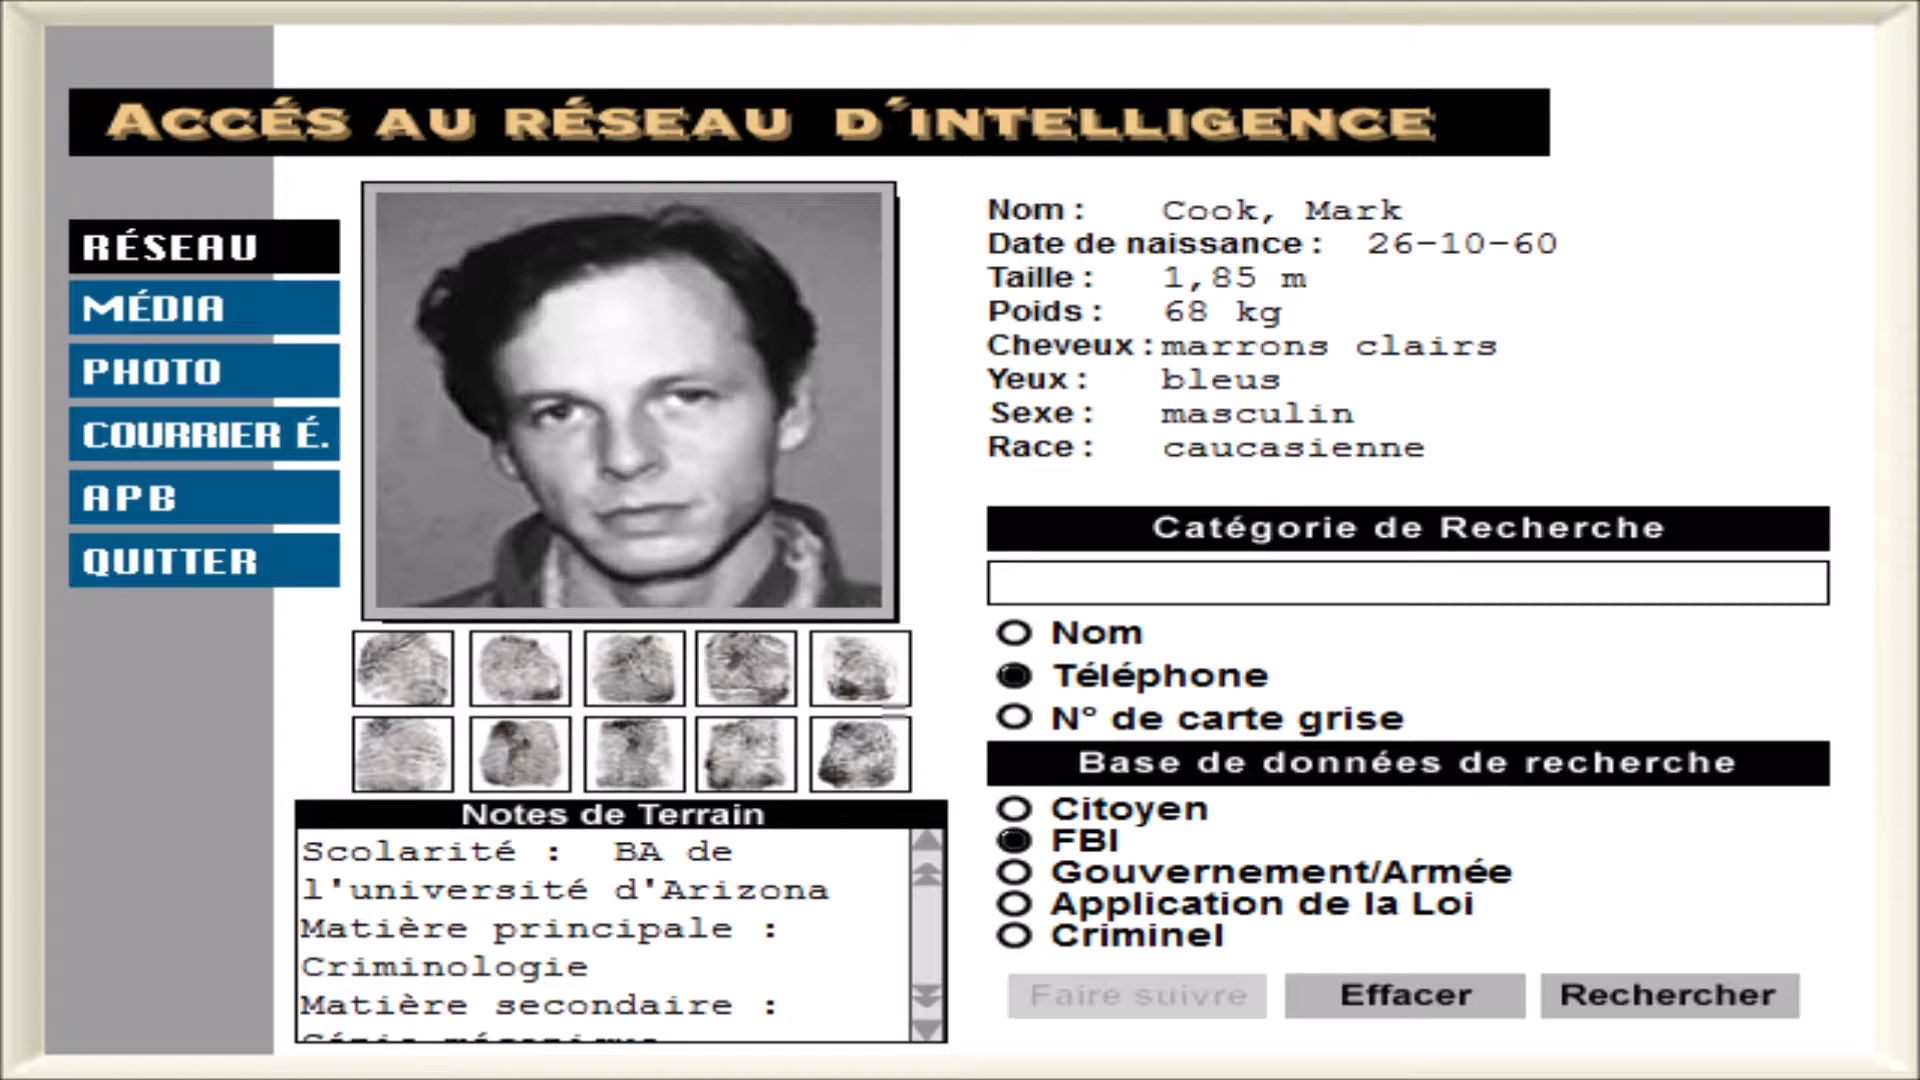 ACCÉS AU RÉSEAU D´INTELLIGENCE
RÉSEAU
MÉDIA
PHOTO
COURRIER É.
APB
QUITTER
Nom : Cook, Mark
Date de naissance : 26-10-60
Taille : 1,85 m
Poids : 68 kg
Cheveux : marrons clairs
Yeux : bleus
Sexe : masculin
Race : caucasienne
Catégorie de Recherche
Nom
Téléphone
N° de carte grise
Base de données de recherche
Citoyen
FBI
Gouvernement/Armée
Application de la Loi
Criminel
Faire suivre Effacer Rechercher
Notes de Terrain
Scolarité : BA de
l'université d'Arizona
Matière principale :
Criminologie
Matière secondaire :